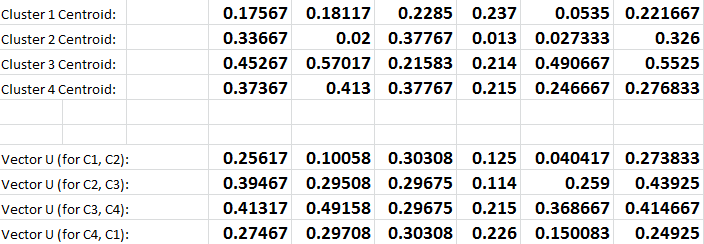 Cluster 1 Centroid: 0.17567 0.18117 0.2285 0.237 0.0535 0.221667
Cluster 2 Centroid: 0.33667 0.02 0.37767 0.013 0.027333 0.326
Cluster 3 Centroid: 0.45267 0.57017 0.21583 0.214 0.490667 0.5525
Cluster 4 Centroid: 0.37367 0.413 0.37767 0.215 0.246667 0.276833
Vector U (for C1, C2): 0.25617 0.10058 0.30308 0.125 0.040417 0.273833
Vector U (for C2, C3): 0.39467 0.29508 0.29675 0.114 0.259 0.43925
Vector U (for C3, C4): 0.41317 0.49158 0.29675 0.215 0.368667 0.414667
Vector U (for C4, C1): 0.27467 0.29708 0.30308 0.226 0.150083 0.24925